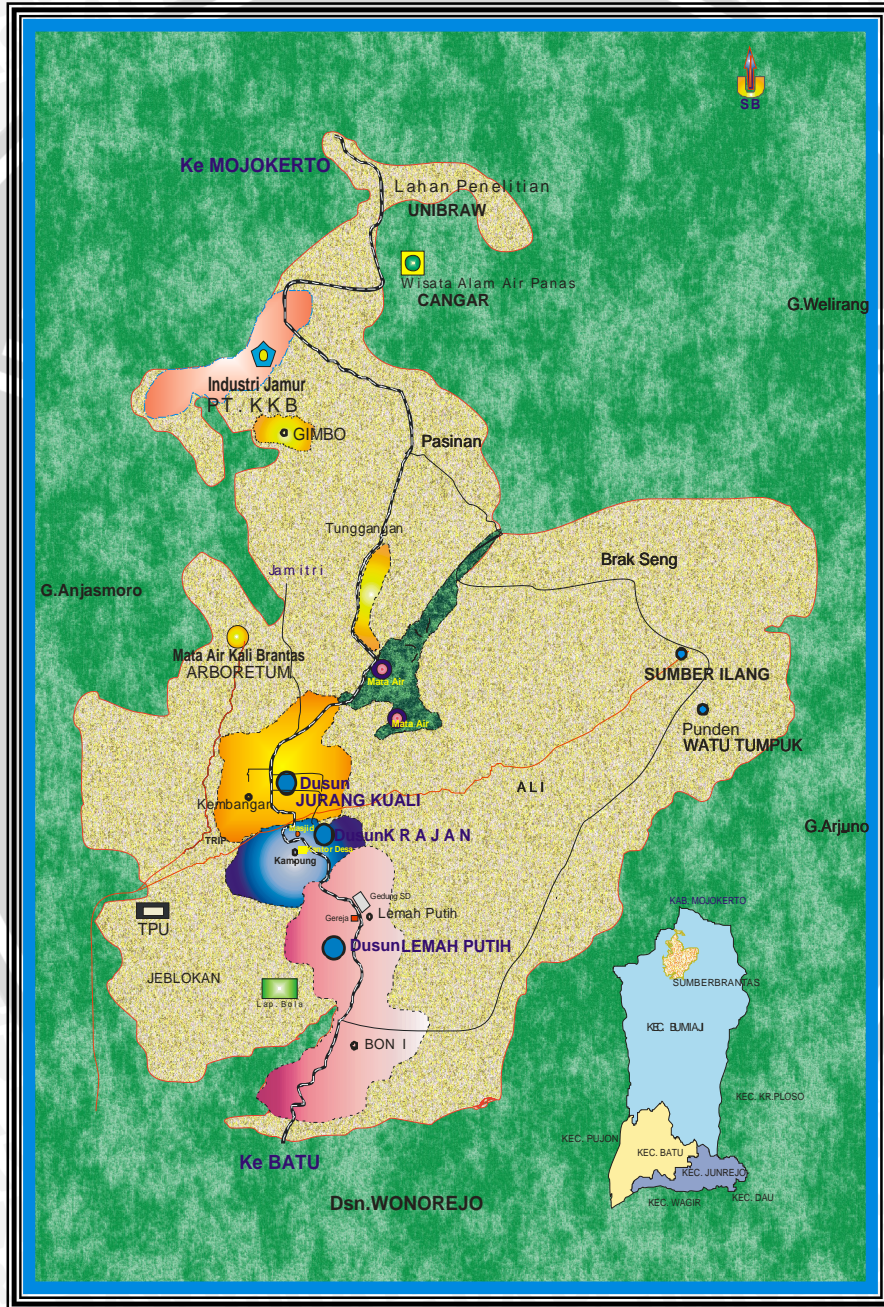 SB
Ke MOJOKERTO
Lahan Penelitian
UNIBRAW
Wisata Alam Air Panas
CANGAR
G.Welirang
Industri Jamur
PT. KKB
GIMBO
Pasinan
Tunggangan
Jamitri
Brak Seng
G.Anjasmoro
Mata Air Kali Brantas
ARBORETUM
Mata Air
SUMBER ILANG
Mata Air
Punden
WATU TUMPUK
Dusun
JURANG KUALI
ALI
Kembangan
Masjid
Dusun KRAJAN
G.Arjuno
TRIP
Kantor Desa
Kampung
Gedung SD
Gereja
Lemah Putih
TPU
Dusun LEMAH PUTIH
JEBLOKAN
Lap. Bola
BON I
KAB. MOJOKERTO
SUMBERBRANTAS
KEC. BUMIAJI
KEC. KR.PLOSO
KEC. PUJON
KEC. BATU
KEC. JUNREJO
KEC. DAU
KEC. WAGIR
Ke BATU
Dsn.WONOREJO